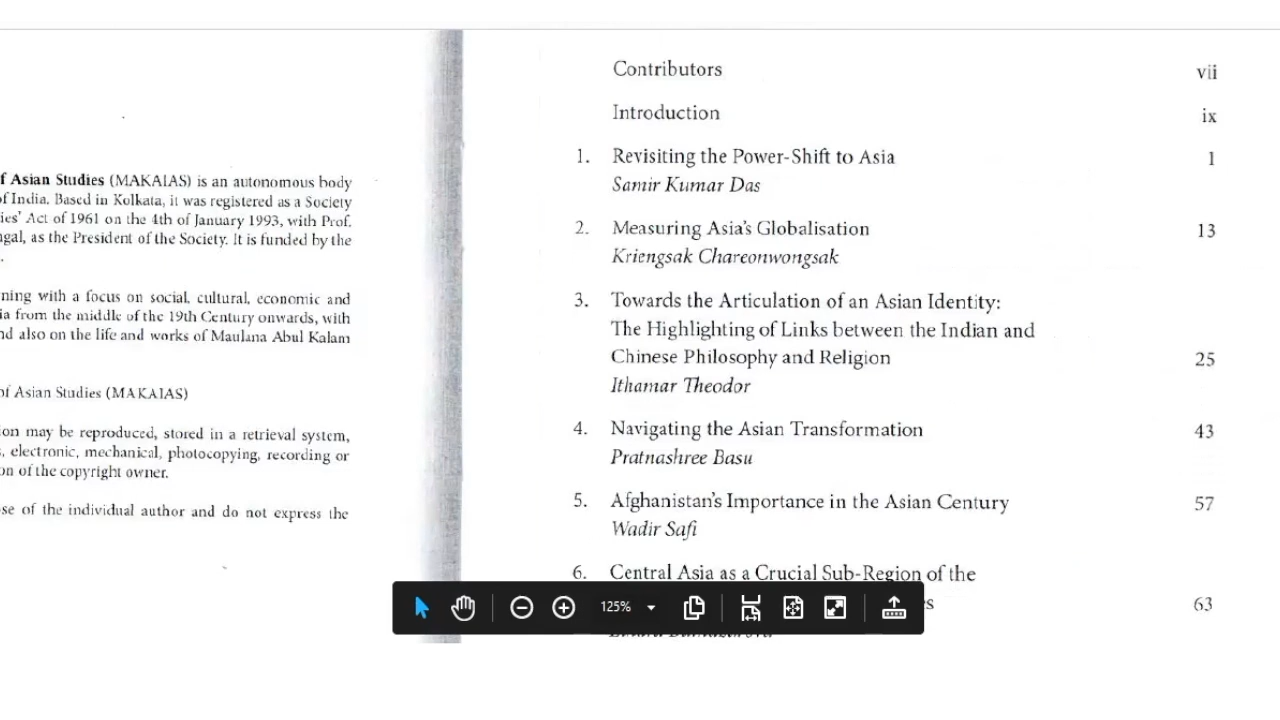 f Asian Studies (MAKAIAS) is an autonomous body
of India. Based in Kolkata, it was registered as a Society
ies' Act of 1961 on the 4th of January 1993, with Prof.
ngal, as the President of the Society. It is funded by the
.
ning with a focus on social, cultural, economic and
ia from the middle of the 19th Century onwards, with
nd also on the life and works of Maulana Abul Kalam
of Asian Studies (MAKAIAS)
ion may be reproduced, stored in a retrieval system,
, electronic, mechanical, photocopying, recording or
on of the copyright owner.
se of the individual author and do not express the
Contributors vii
Introduction ix
1. Revisiting the Power-Shift to Asia 1
Samir Kumar Das
2. Measuring Asia's Globalisation 13
Kriengsak Chareonwongsak
3. Towards the Articulation of an Asian Identity:
The Highlighting of Links between the Indian and
Chinese Philosophy and Religion 25
Ithamar Theodor
4. Navigating the Asian Transformation 43
Pratnashree Basu
5. Afghanistan's Importance in the Asian Century 57
Wadir Safi
6. Central Asia as a Crucial Sub-Region of the
63
125%